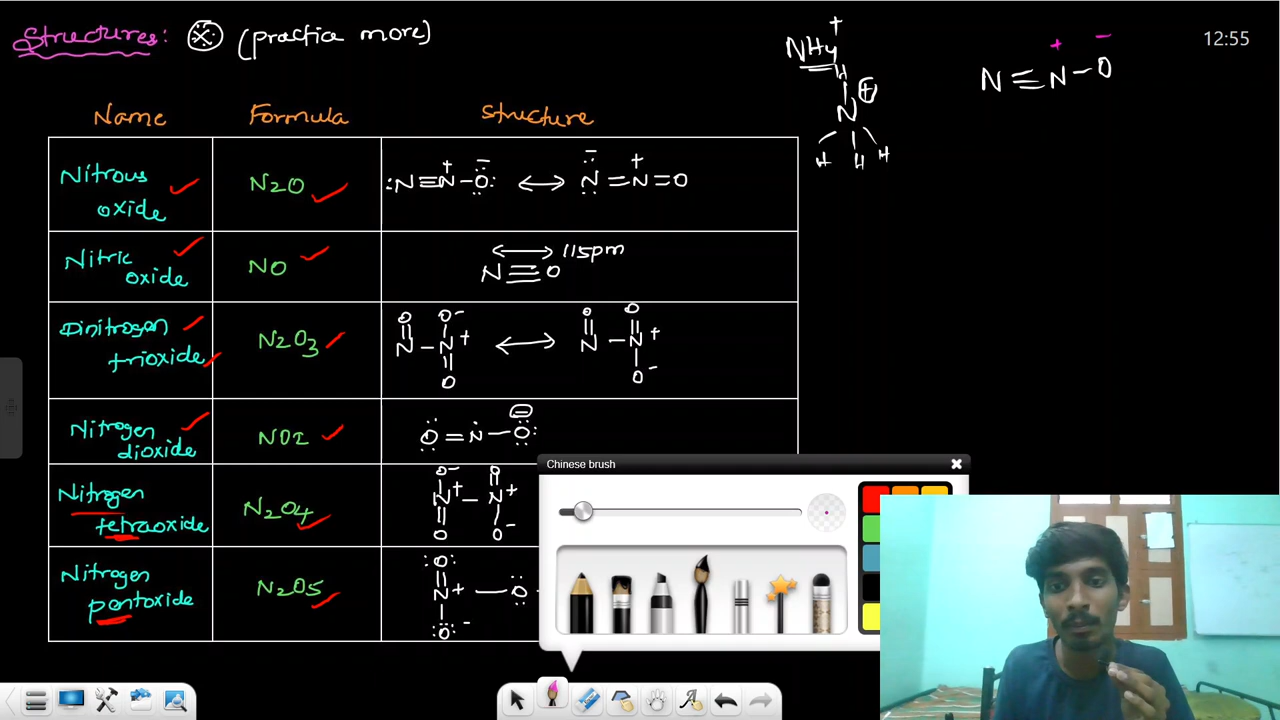 Structures: (practice more)
12:55
NH4 +
H
N +
H H H
+ -
N ≡ N - O
Name Formula Structure
Nitrous oxide N2O :N≡N+-O:- ↔ N-=N+=O
Nitric oxide NO 115pm N≡O
Dinitrogen trioxide N2O3 O N - N+ O- O ↔ O N - N+ O O-
Nitrogen dioxide NO2 O = N - O -
Nitrogen tetraoxide N2O4 O- N+ O - O N+ O-
Nitrogen pentoxide N2O5 :O: N+ :O:- — O
Chinese brush